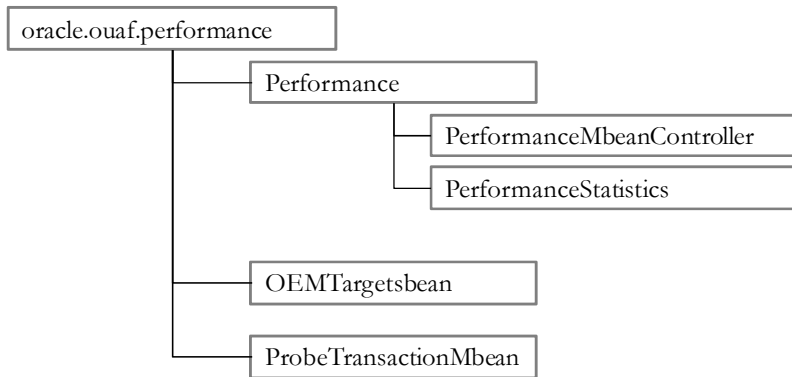 oracle.ouaf.performance
Performance
PerformanceMbeanController
PerformanceStatistics
OEMTargetsbean
ProbeTransactionMbean